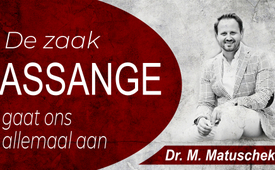 De zaak
ASSANGE
gaat ons
allemaal aan
Dr. M. Matuschek